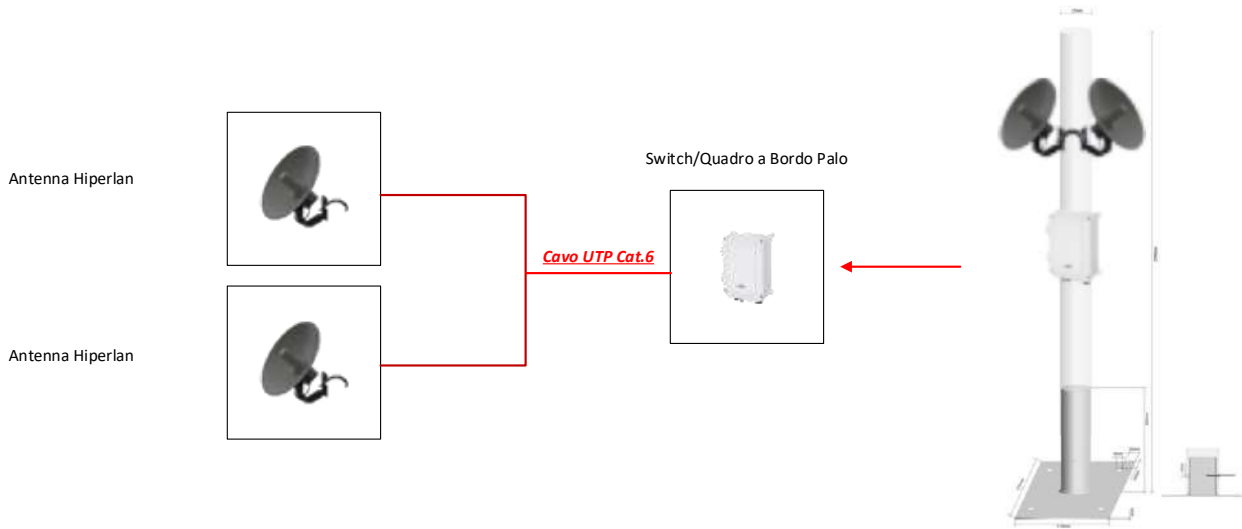 Antenna Hiperlan
Switch/Quadro a Bordo Palo
Cavo UTP Cat.6
Antenna Hiperlan